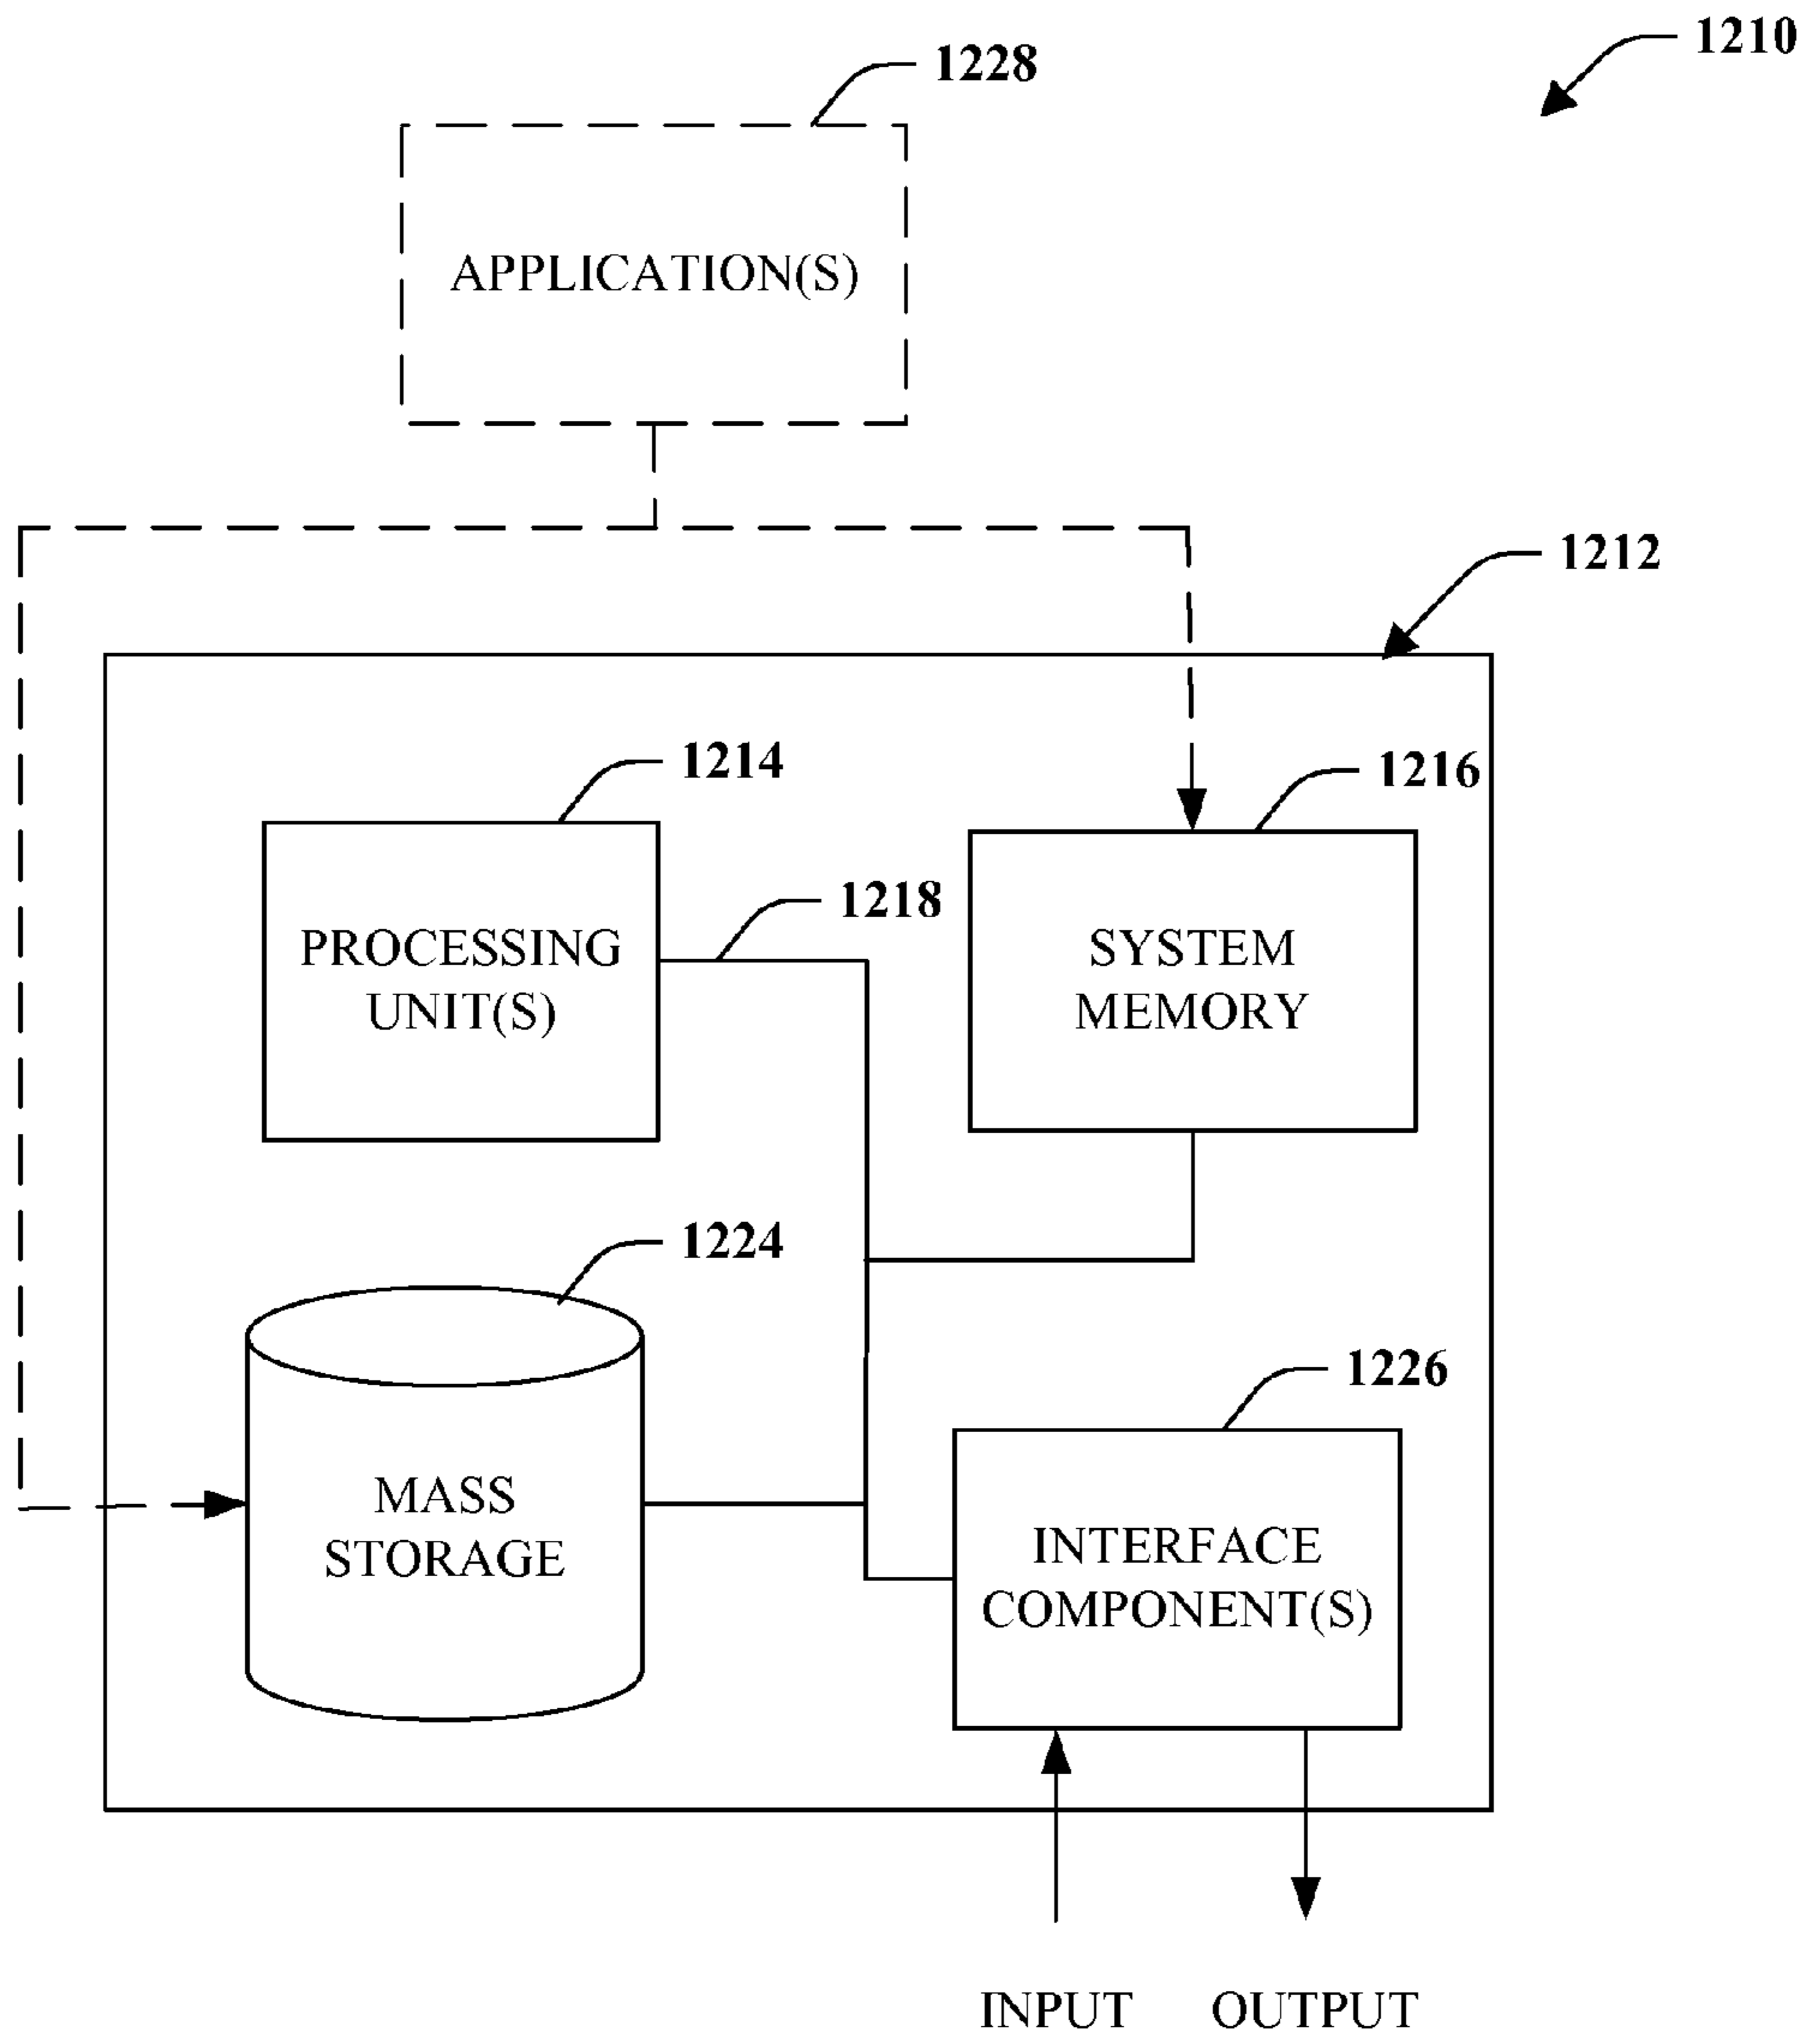 1210
1228
APPLICATION(S)
1212
1214
1216
1218
PROCESSING
UNIT(S)
SYSTEM
MEMORY
1224
1226
MASS
STORAGE
INTERFACE
COMPONENT(S)
INPUT
OUTPUT